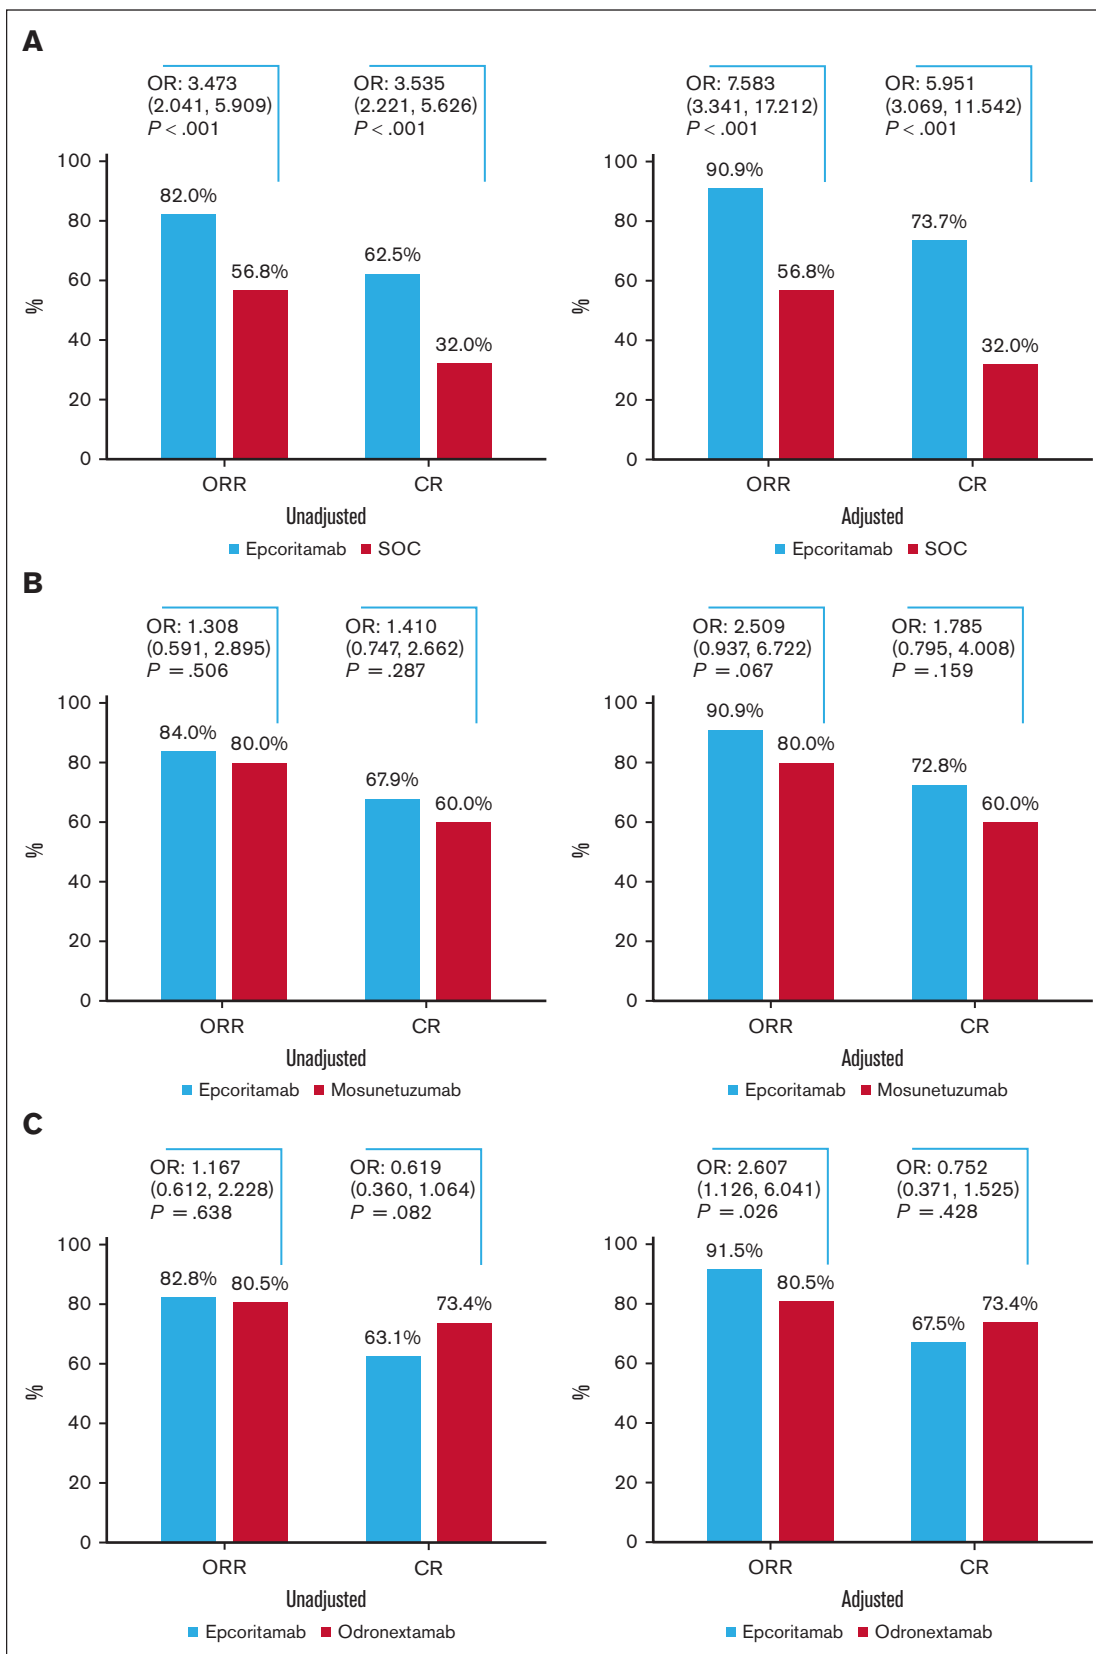 A
OR: 3.473
(2.041, 5.909)
P < .001
OR: 3.535
(2.221, 5.626)
P < .001
100
80
60
40
20
0
%
82.0%
56.8%
62.5%
32.0%
ORR
CR
Unadjusted
Epcoritamab SOC
OR: 7.583
(3.341, 17.212)
P < .001
OR: 5.951
(3.069, 11.542)
P < .001
100
80
60
40
20
0
%
90.9%
56.8%
73.7%
32.0%
ORR
CR
Adjusted
Epcoritamab SOC
B
OR: 1.308
(0.591, 2.895)
P = .506
OR: 1.410
(0.747, 2.662)
P = .287
100
80
60
40
20
0
%
84.0%
80.0%
67.9%
60.0%
ORR
CR
Unadjusted
Epcoritamab Mosunetuzumab
OR: 2.509
(0.937, 6.722)
P = .067
OR: 1.785
(0.795, 4.008)
P = .159
100
80
60
40
20
0
%
90.9%
80.0%
72.8%
60.0%
ORR
CR
Adjusted
Epcoritamab Mosunetuzumab
C
OR: 1.167
(0.612, 2.228)
P = .638
OR: 0.619
(0.360, 1.064)
P = .082
100
80
60
40
20
0
%
82.8%
80.5%
63.1%
73.4%
ORR
CR
Unadjusted
Epcoritamab Odronextamab
OR: 2.607
(1.126, 6.041)
P = .026
OR: 0.752
(0.371, 1.525)
P = .428
100
80
60
40
20
0
%
91.5%
80.5%
67.5%
73.4%
ORR
CR
Adjusted
Epcoritamab Odronextamab